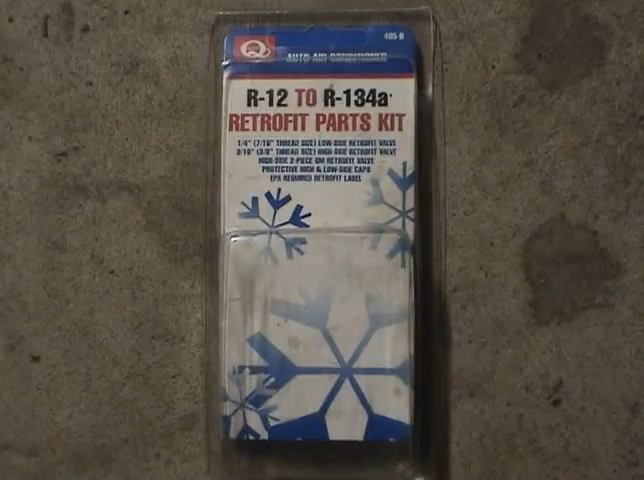 Q
405-B
AUTO AIR CONDITIONER
R-12 TO R-134a
RETROFIT PARTS KIT
1/4" (7/16" THREAD SIZE) LOW-SIDE RETROFIT VALVE
3/16" (3/8" THREAD SIZE) HIGH-SIDE RETROFIT VALVE
HIGH-SIDE 2-PIECE GM RETROFIT VALVE
PROTECTIVE HIGH & LOW-SIDE CAPS
EPA REQUIRED RETROFIT LABEL